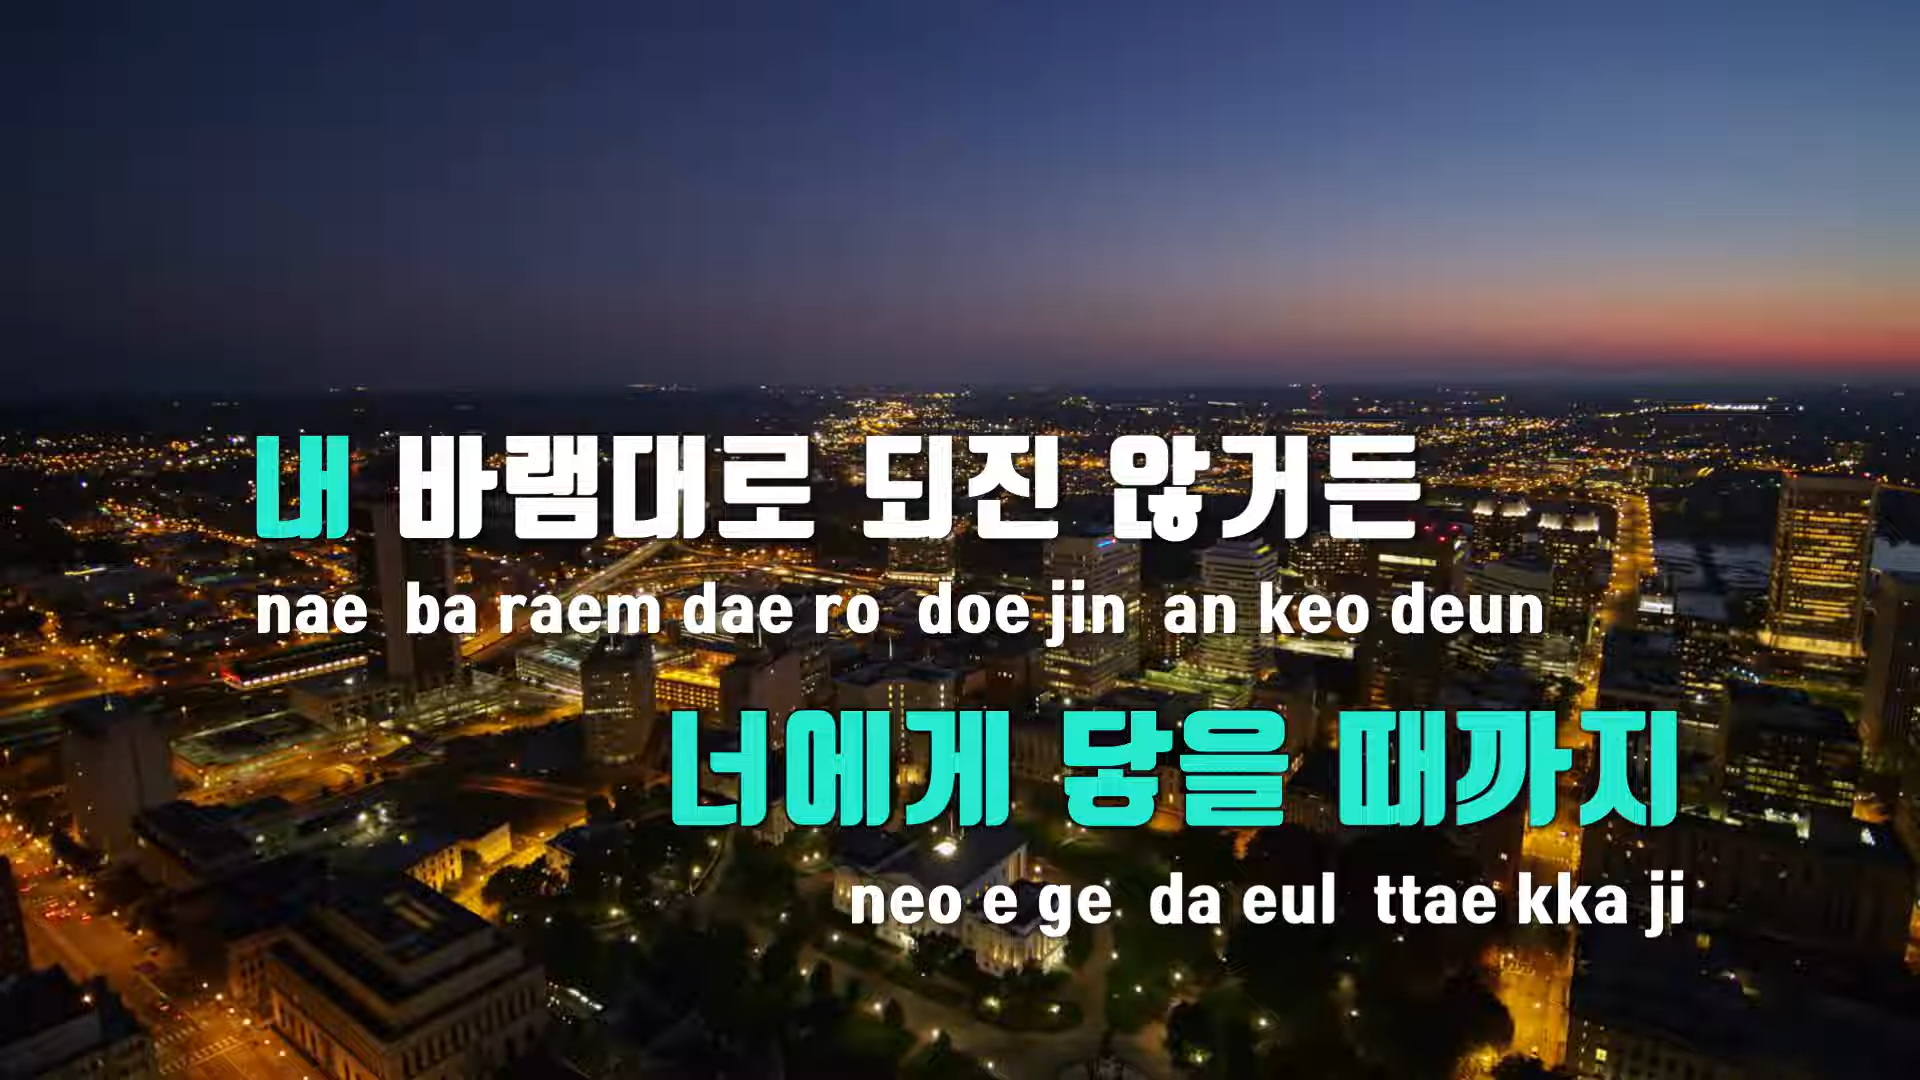 내 바램대로 되진 않거든
nae ba raem dae ro doe jin an keo deun
너에게 닿을 때까지
neo e ge da eul ttae kka ji